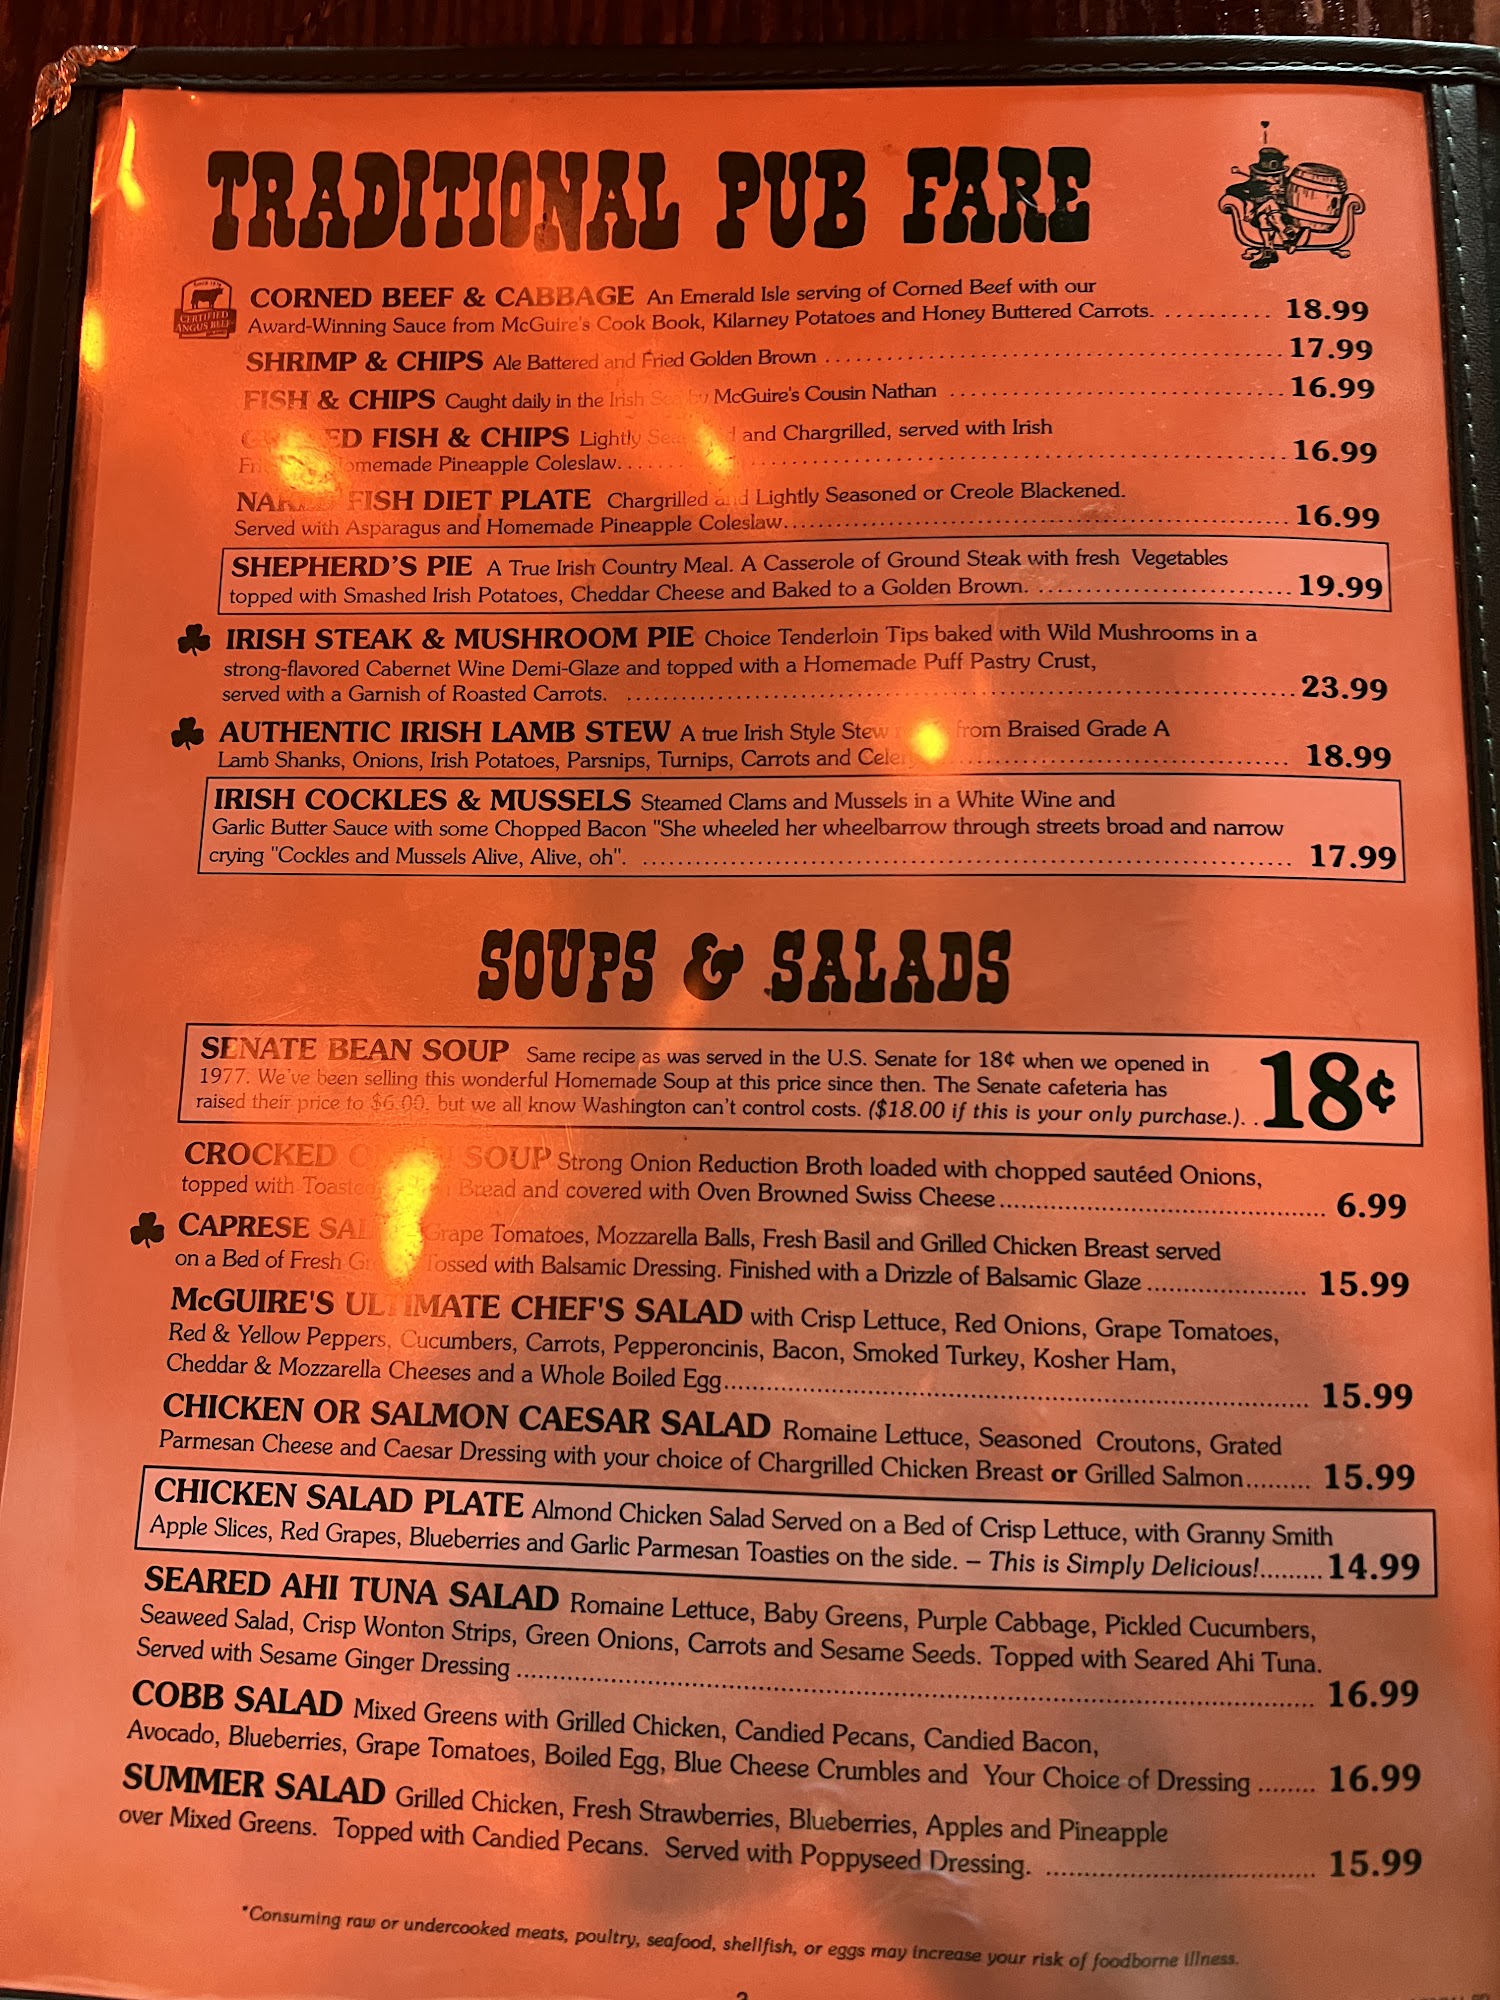 TRADITIONAL PUB FARE
SINCE 1978
CERTIFIED
ANGUS BEEF
CORNED BEEF & CABBAGE An Emerald Isle serving of Corned Beef with our
Award-Winning Sauce from McGuire's Cook Book, Kilarney Potatoes and Honey Buttered Carrots. ........... 18.99
SHRIMP & CHIPS Ale Battered and Fried Golden Brown ........ 17.99
FISH & CHIPS Caught daily in the Irish Sea by McGuire's Cousin Nathan ........ 16.99
FISH & CHIPS Lightly and Chargrilled, served with Irish
Homemade Pineapple Coleslaw........ 16.99
NAKED FISH DIET PLATE Chargrilled and Lightly Seasoned or Creole Blackened.
Served with Asparagus and Homemade Pineapple Coleslaw........ 16.99
SHEPHERD'S PIE A True Irish Country Meal. A Casserole of Ground Steak with fresh Vegetables
topped with Smashed Irish Potatoes, Cheddar Cheese and Baked to a Golden Brown. ........ 19.99
IRISH STEAK & MUSHROOM PIE Choice Tenderloin Tips baked with Wild Mushrooms in a
strong-flavored Cabernet Wine Demi-Glaze and topped with a Homemade Puff Pastry Crust,
served with a Garnish of Roasted Carrots. ........ 23.99
AUTHENTIC IRISH LAMB STEW A true Irish Style Stew from Braised Grade A
Lamb Shanks, Onions, Irish Potatoes, Parsnips, Turnips, Carrots and Celery ........ 18.99
IRISH COCKLES & MUSSELS Steamed Clams and Mussels in a White Wine and
Garlic Butter Sauce with some Chopped Bacon "She wheeled her wheelbarrow through streets broad and narrow
crying "Cockles and Mussels Alive, Alive, oh". ........ 17.99
SOUPS & SALADS
SENATE BEAN SOUP Same recipe as was served in the U.S. Senate for 18¢ when we opened in
1977. We've been selling this wonderful Homemade Soup at this price since then. The Senate cafeteria has
raised their price to $6.00, but we all know Washington can't control costs. ($18.00 if this is your only purchase.). . 18¢
CROCKED ONION SOUP Strong Onion Reduction Broth loaded with chopped sautéed Onions,
topped with Toasted Bread and covered with Oven Browned Swiss Cheese ........ 6.99
CAPRESE SALAD Grape Tomatoes, Mozzarella Balls, Fresh Basil and Grilled Chicken Breast served
on a Bed of Fresh Greens Tossed with Balsamic Dressing. Finished with a Drizzle of Balsamic Glaze ........ 15.99
McGUIRE'S ULTIMATE CHEF'S SALAD with Crisp Lettuce, Red Onions, Grape Tomatoes,
Red & Yellow Peppers, Cucumbers, Carrots, Pepperoncinis, Bacon, Smoked Turkey, Kosher Ham,
Cheddar & Mozzarella Cheeses and a Whole Boiled Egg........ 15.99
CHICKEN OR SALMON CAESAR SALAD Romaine Lettuce, Seasoned Croutons, Grated
Parmesan Cheese and Caesar Dressing with your choice of Chargrilled Chicken Breast or Grilled Salmon......... 15.99
CHICKEN SALAD PLATE Almond Chicken Salad Served on a Bed of Crisp Lettuce, with Granny Smith
Apple Slices, Red Grapes, Blueberries and Garlic Parmesan Toasties on the side. – This is Simply Delicious!......... 14.99
SEARED AHI TUNA SALAD Romaine Lettuce, Baby Greens, Purple Cabbage, Pickled Cucumbers,
Seaweed Salad, Crisp Wonton Strips, Green Onions, Carrots and Sesame Seeds. Topped with Seared Ahi Tuna.
Served with Sesame Ginger Dressing ........ 16.99
COBB SALAD Mixed Greens with Grilled Chicken, Candied Pecans, Candied Bacon,
Avocado, Blueberries, Grape Tomatoes, Boiled Egg, Blue Cheese Crumbles and Your Choice of Dressing ........ 16.99
SUMMER SALAD Grilled Chicken, Fresh Strawberries, Blueberries, Apples and Pineapple
over Mixed Greens. Topped with Candied Pecans. Served with Poppyseed Dressing. ........ 15.99
*Consuming raw or undercooked meats, poultry, seafood, shellfish, or eggs may increase your risk of foodborne illness.